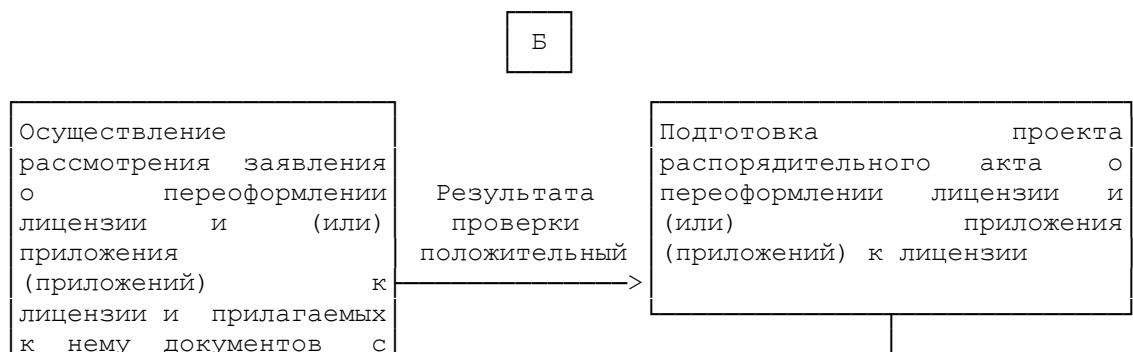 Б
Осуществление
рассмотрения заявления
о переоформлении
лицензии и (или)
приложения
(приложений) к
лицензии и прилагаемых
к нему документов с
Результата
проверки
положительный
Подготовка проекта
распорядительного акта о
переоформлении лицензии и
(или) приложения
(приложений) к лицензии